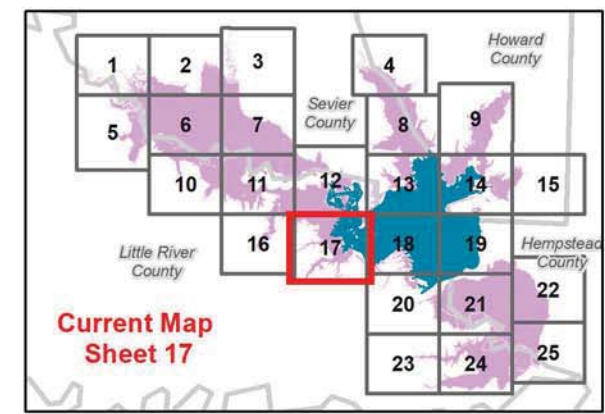 Howard
County
1 2 3 4
Sevier
County
5 6 7 8 9
10 11 12 13 14 15
Little River
County
16 17 18 19
Hempstead
County
20 21 22
Current Map
Sheet 17
23 24 25